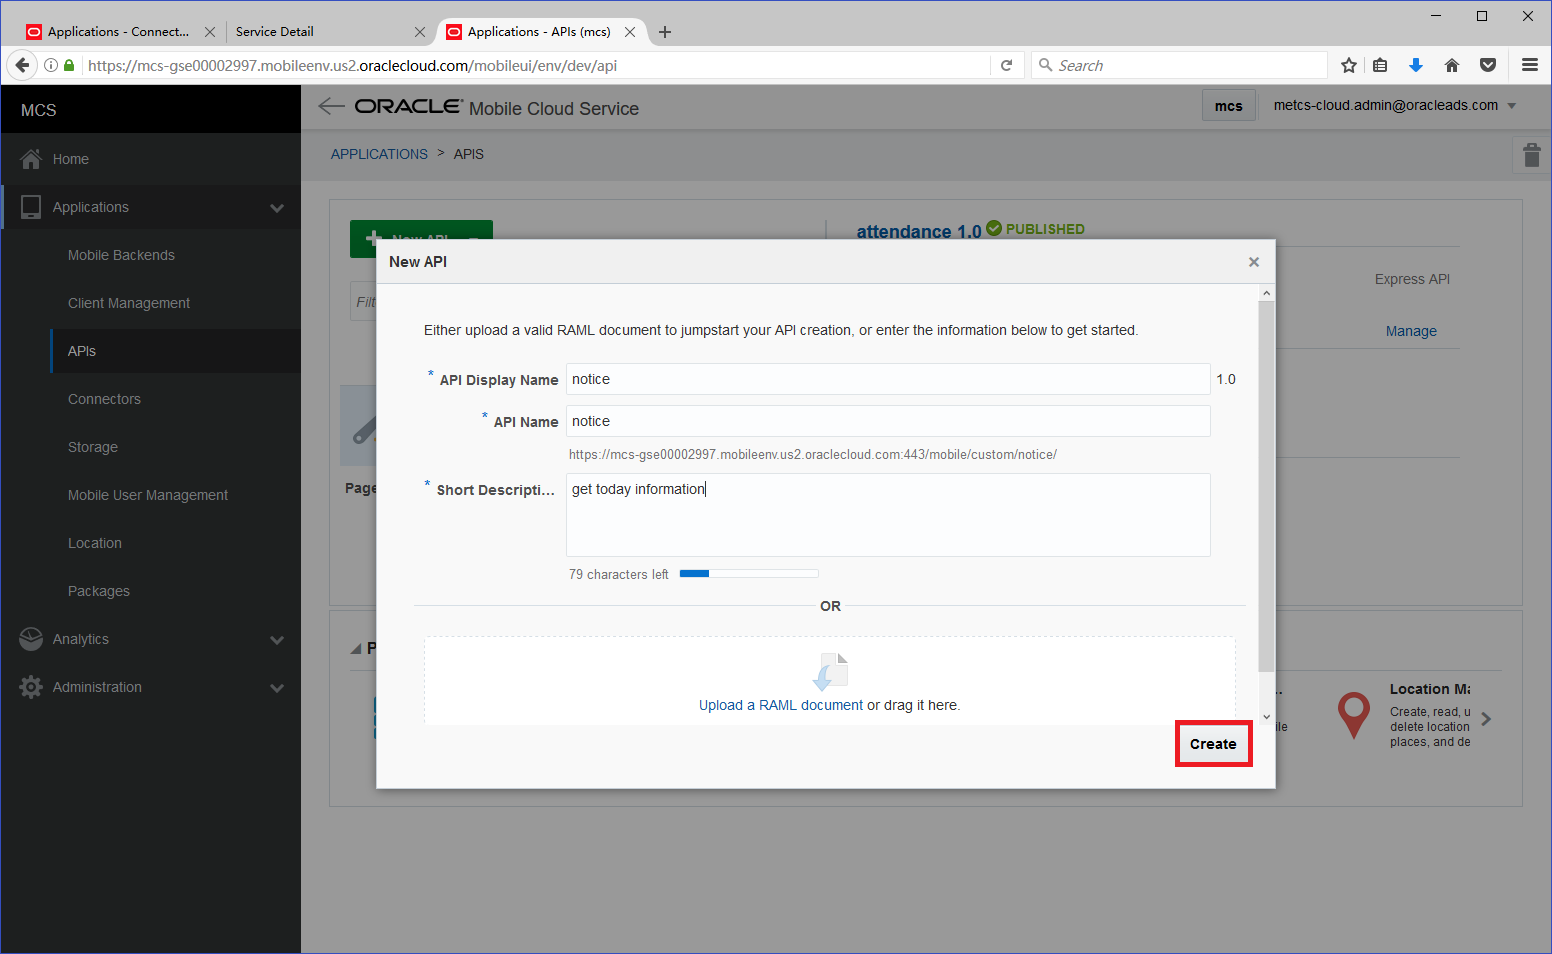 Applications - Connect...
Service Detail
Applications - APIs (mcs)
https://mcs-gse00002997.mobileenv.us2.oraclecloud.com/mobileui/env/dev/api
Search
MCS
ORACLE Mobile Cloud Service
mcs
metcs-cloud.admin@oracleads.com
APPLICATIONS > APIS
Home
Applications
Mobile Backends
Client Management
APIs
Connectors
Storage
Mobile User Management
Location
Packages
Analytics
Administration
New API
attendance 1.0 PUBLISHED
Express API
Manage
Filt
Page
New API
Either upload a valid RAML document to jumpstart your API creation, or enter the information below to get started.
* API Display Name notice 1.0
* API Name notice
https://mcs-gse00002997.mobileenv.us2.oraclecloud.com:443/mobile/custom/notice/
* Short Descripti... get today information
79 characters left
OR
Upload a RAML document or drag it here.
Create
P
..
ile
Location Ma
Create, read, u
delete location
places, and de